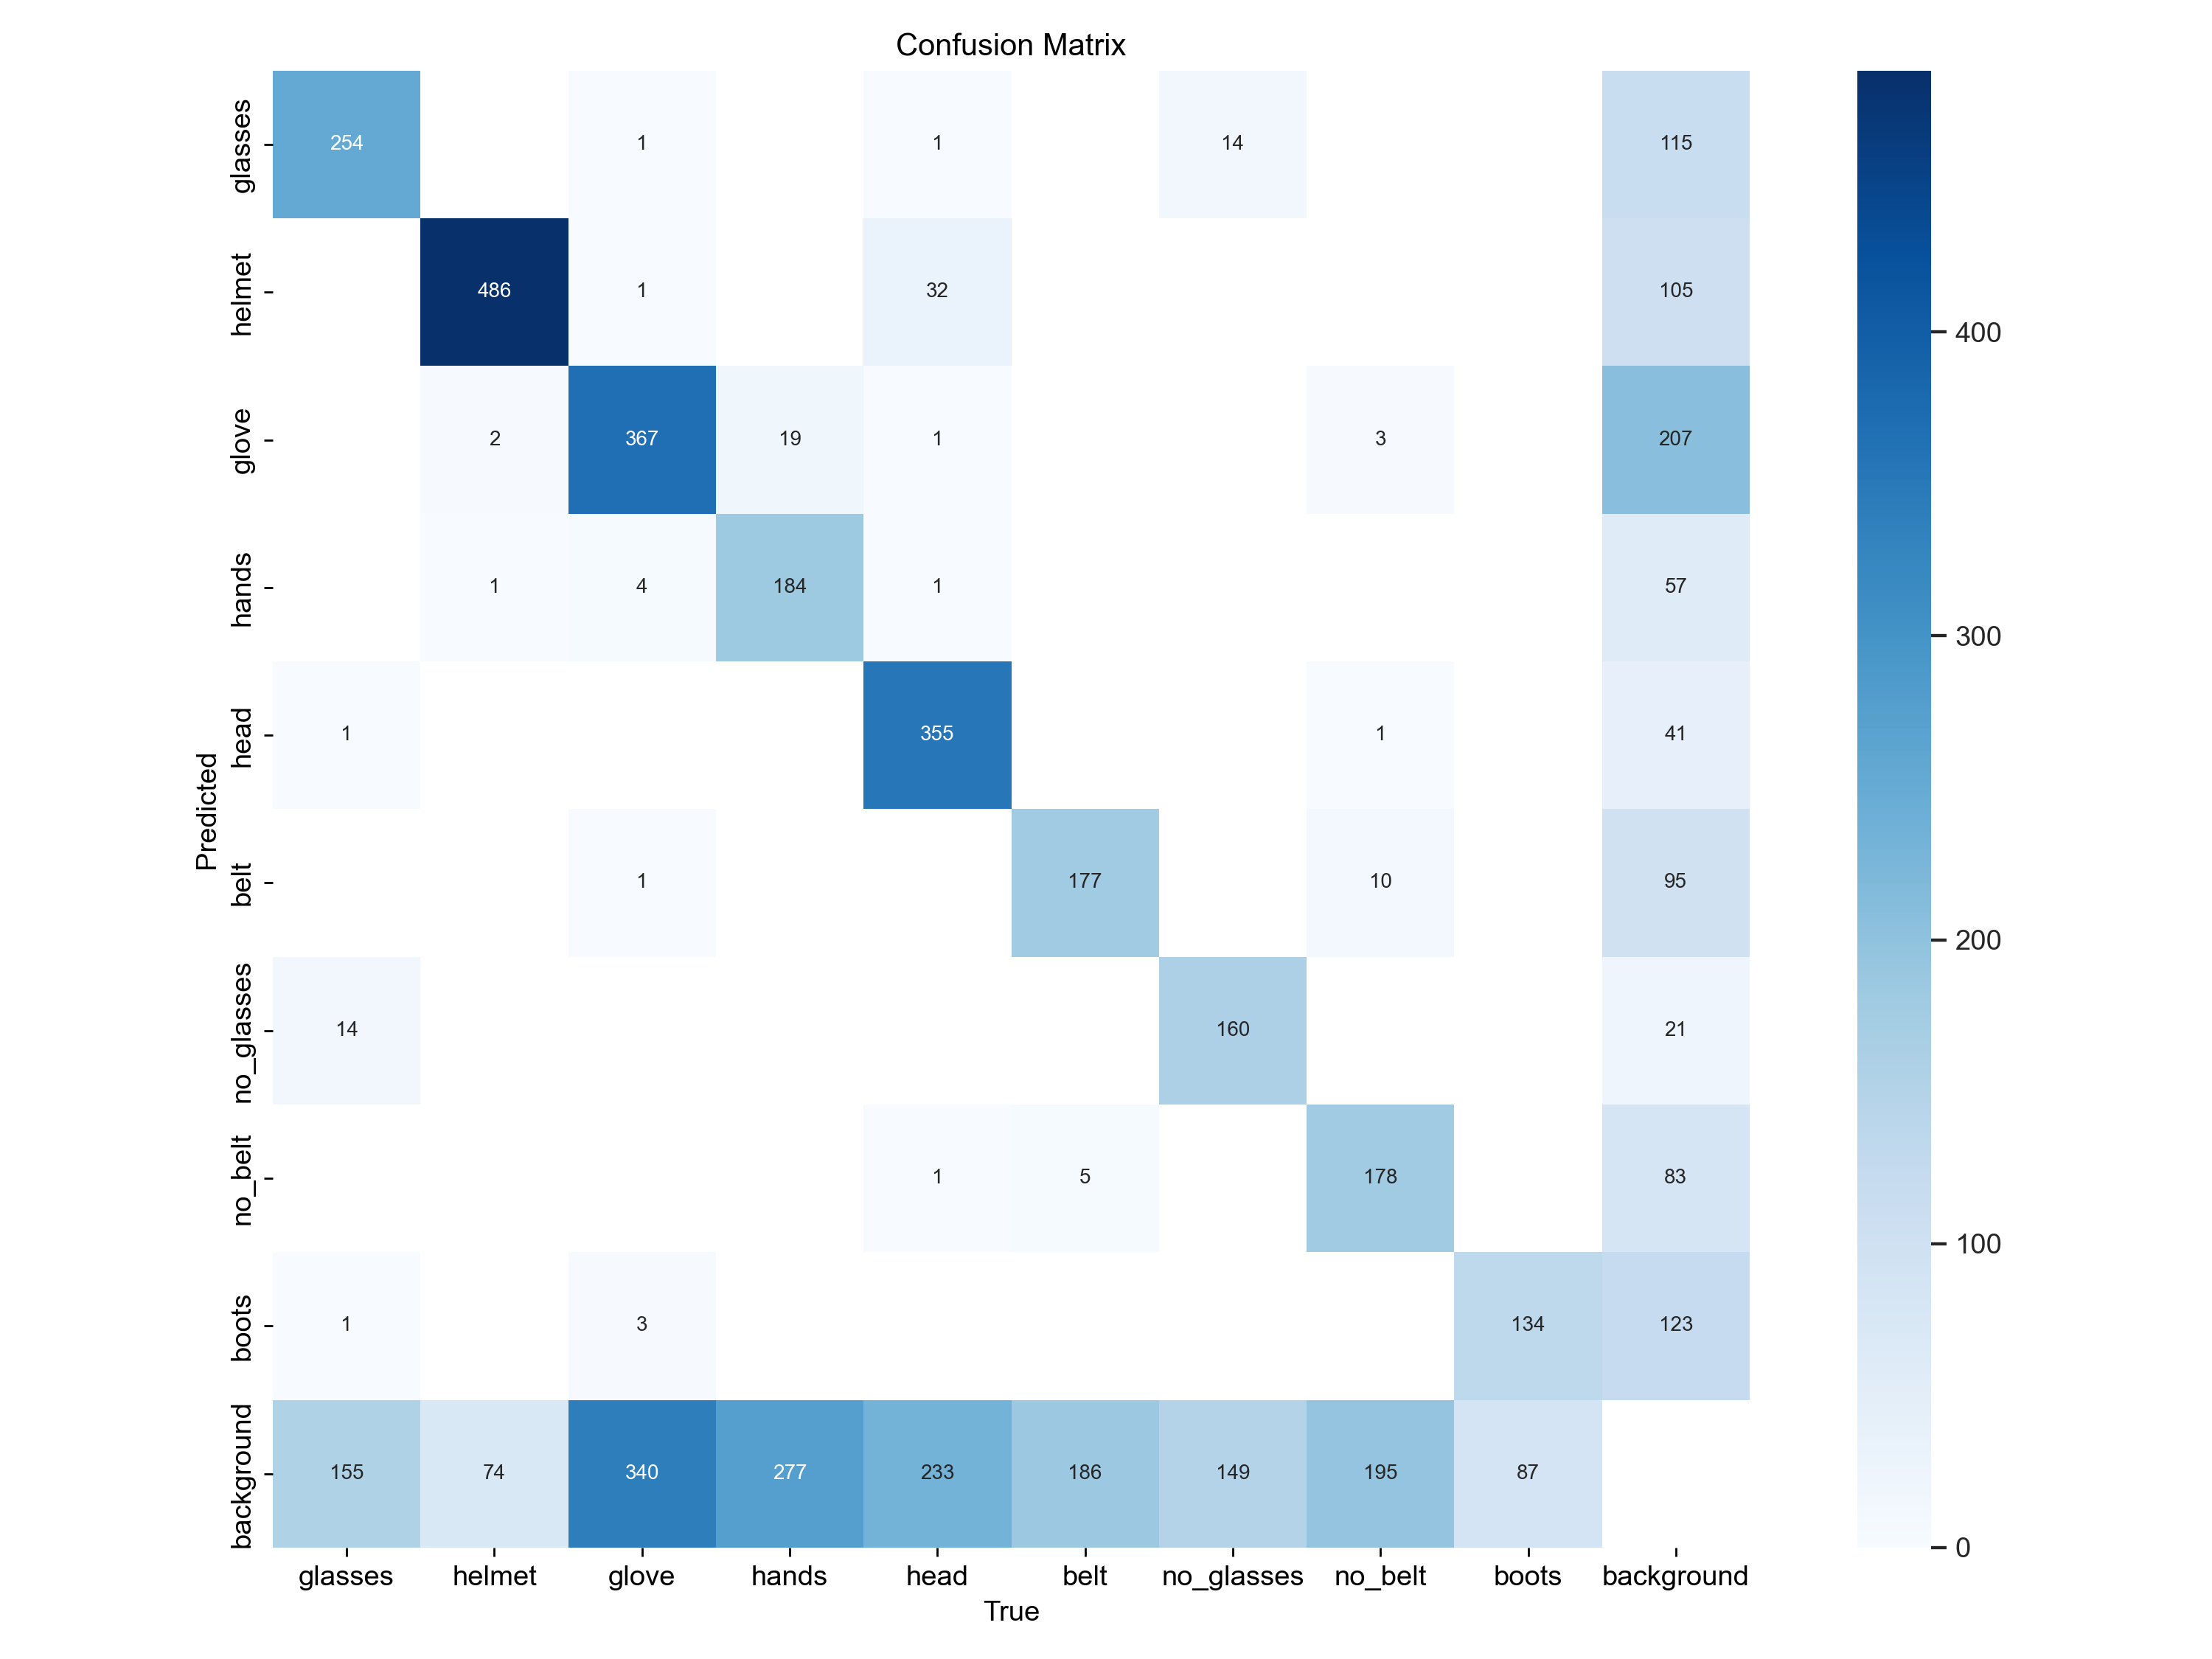 Confusion Matrix
glasses 254 1 1 14 115
helmet 486 1 32 105
400
glove 2 367 19 1 3 207
hands 1 4 184 1 57
300
head 1 355 1 41
Predicted
belt 1 177 10 95
200
no_glasses 14 160 21
no_belt 1 5 178 83
100
boots 1 3 134 123
background 155 74 340 277 233 186 149 195 87
0
glasses helmet glove hands head belt no_glasses no_belt boots background
True